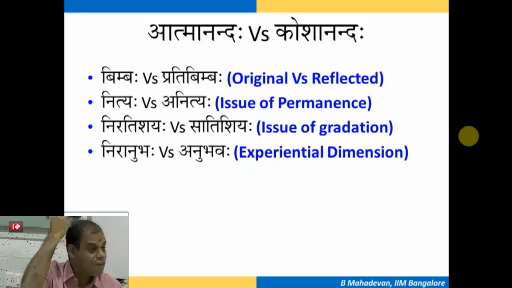 आत्मानन्दः Vs कोशानन्दः
• बिम्बः Vs प्रतिबिम्बः (Original Vs Reflected)
• नित्यः Vs अनित्यः (Issue of Permanence)
• निरतिशयः Vs सातिशियः (Issue of gradation)
• निरानुभः Vs अनुभवः (Experiential Dimension)
B Mahadevan, IIM Bangalore